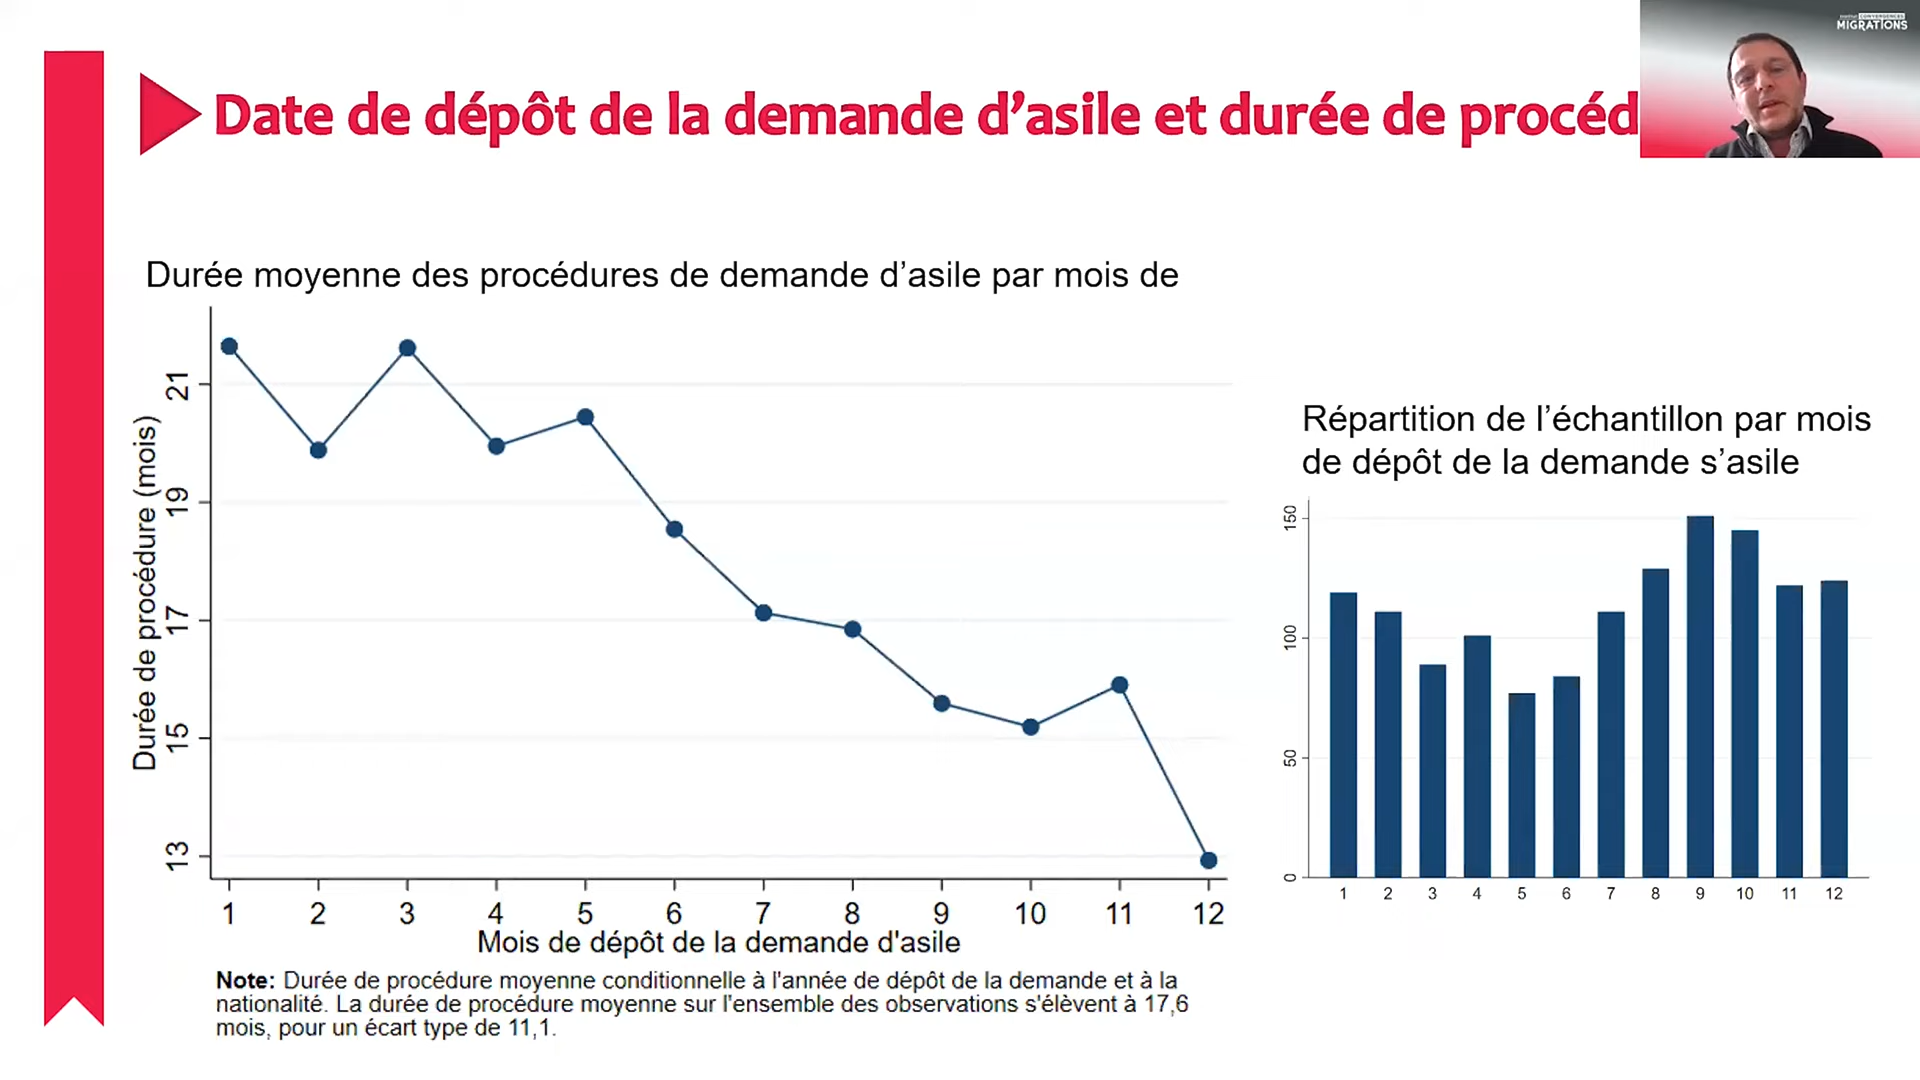 INSTITUT CONVERGENCES
MIGRATIONS
Date de dépôt de la demande d’asile et durée de procéd
Durée moyenne des procédures de demande d’asile par mois de
Durée de procédure (mois)
21
19
17
15
13
1 2 3 4 5 6 7 8 9 10 11 12
Mois de dépôt de la demande d'asile
Note: Durée de procédure moyenne conditionnelle à l'année de dépôt de la demande et à la
nationalité. La durée de procédure moyenne sur l'ensemble des observations s'élèvent à 17,6
mois, pour un écart type de 11,1.
Répartition de l’échantillon par mois
de dépôt de la demande s’asile
150
100
50
0
1 2 3 4 5 6 7 8 9 10 11 12